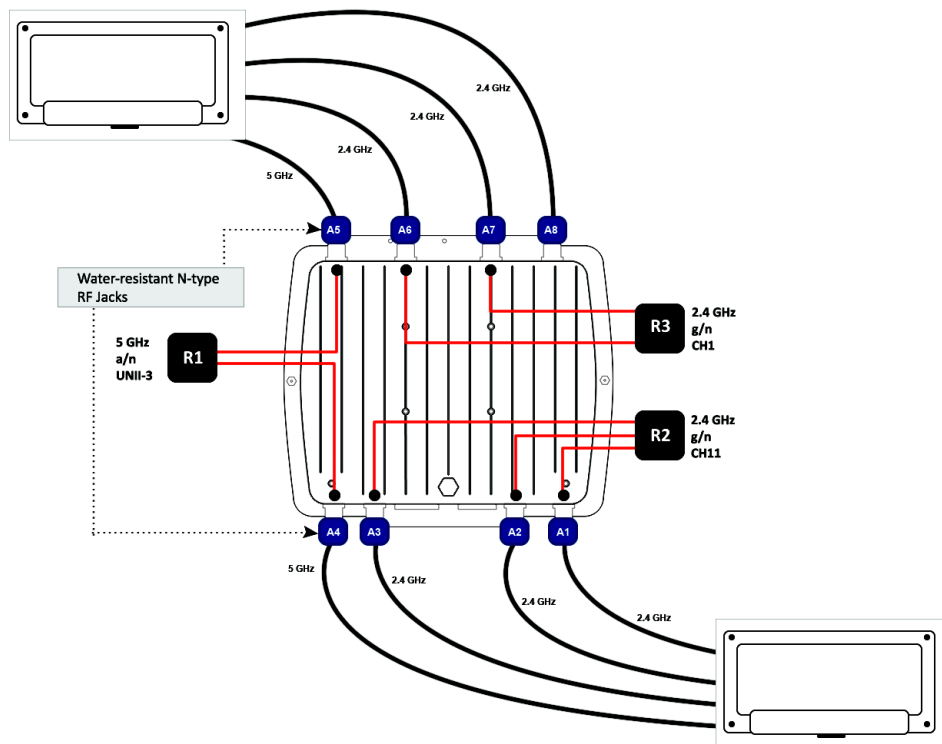 2.4 GHz
2.4 GHz
2.4 GHz
5 GHz
A5
A6
A7
A8
Water-resistant N-type
RF Jacks
R3
2.4 GHz
g/n
CH1
5 GHz
a/n
UNII-3
R1
R2
2.4 GHz
g/n
CH11
A4
A3
A2
A1
5 GHz
2.4 GHz
2.4 GHz
2.4 GHz